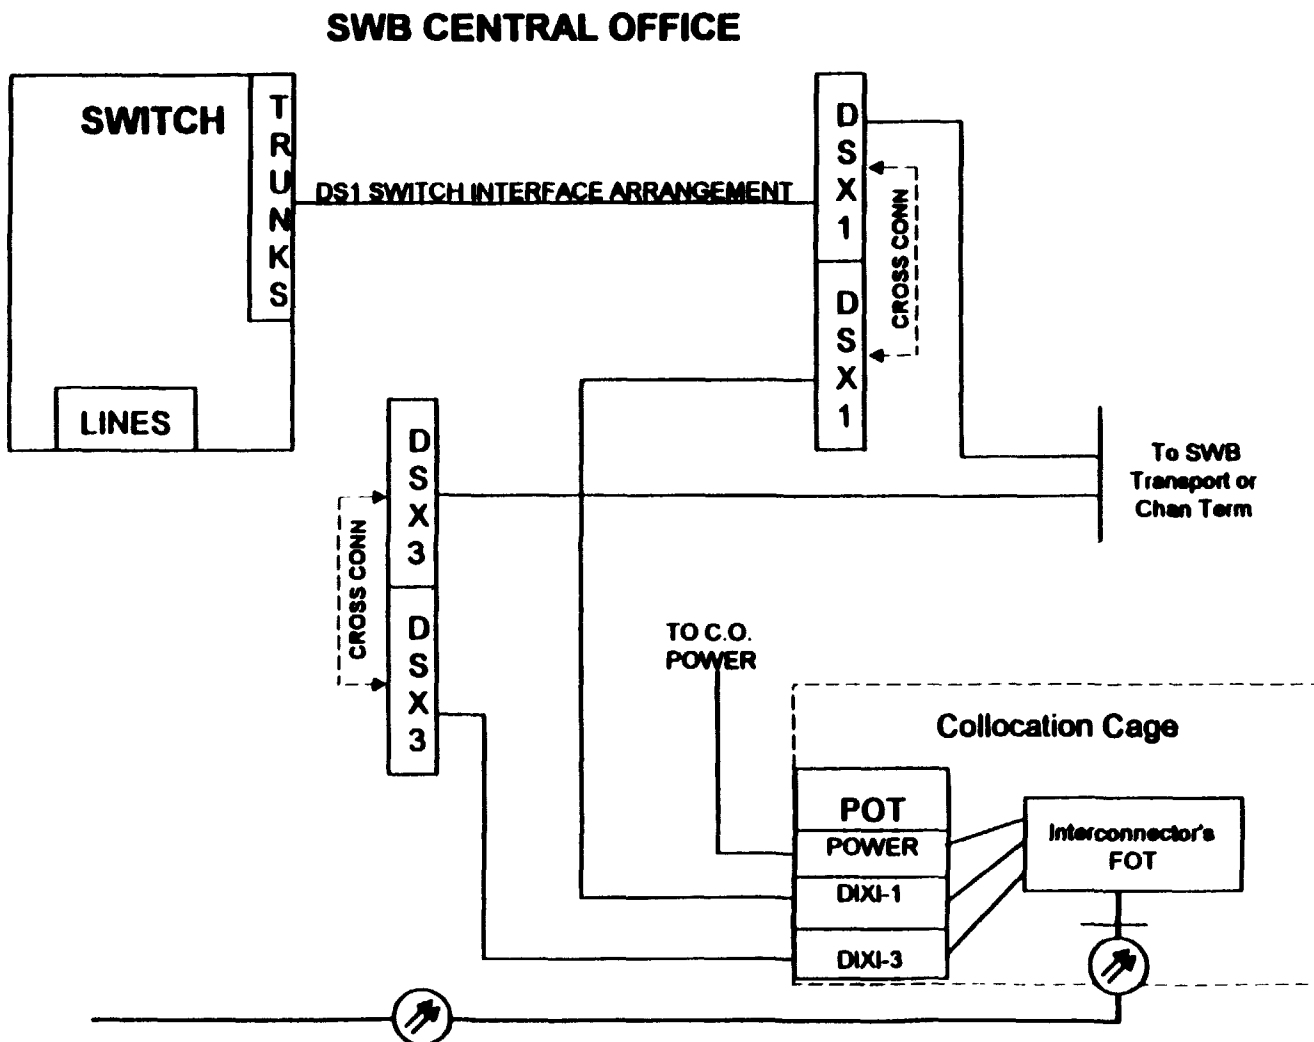 SWB CENTRAL OFFICE
SWITCH
TRUNKS
DS1 SWITCH INTERFACE ARRANGEMENT
DSX1
CROSS CONN
DSX1
LINES
DSX3
CROSS CONN
DSX3
To SWB
Transport or
Chan Term
TO C.O.
POWER
Collocation Cage
POT
POWER
DIXI-1
DIXI-3
Interconnector's
FOT